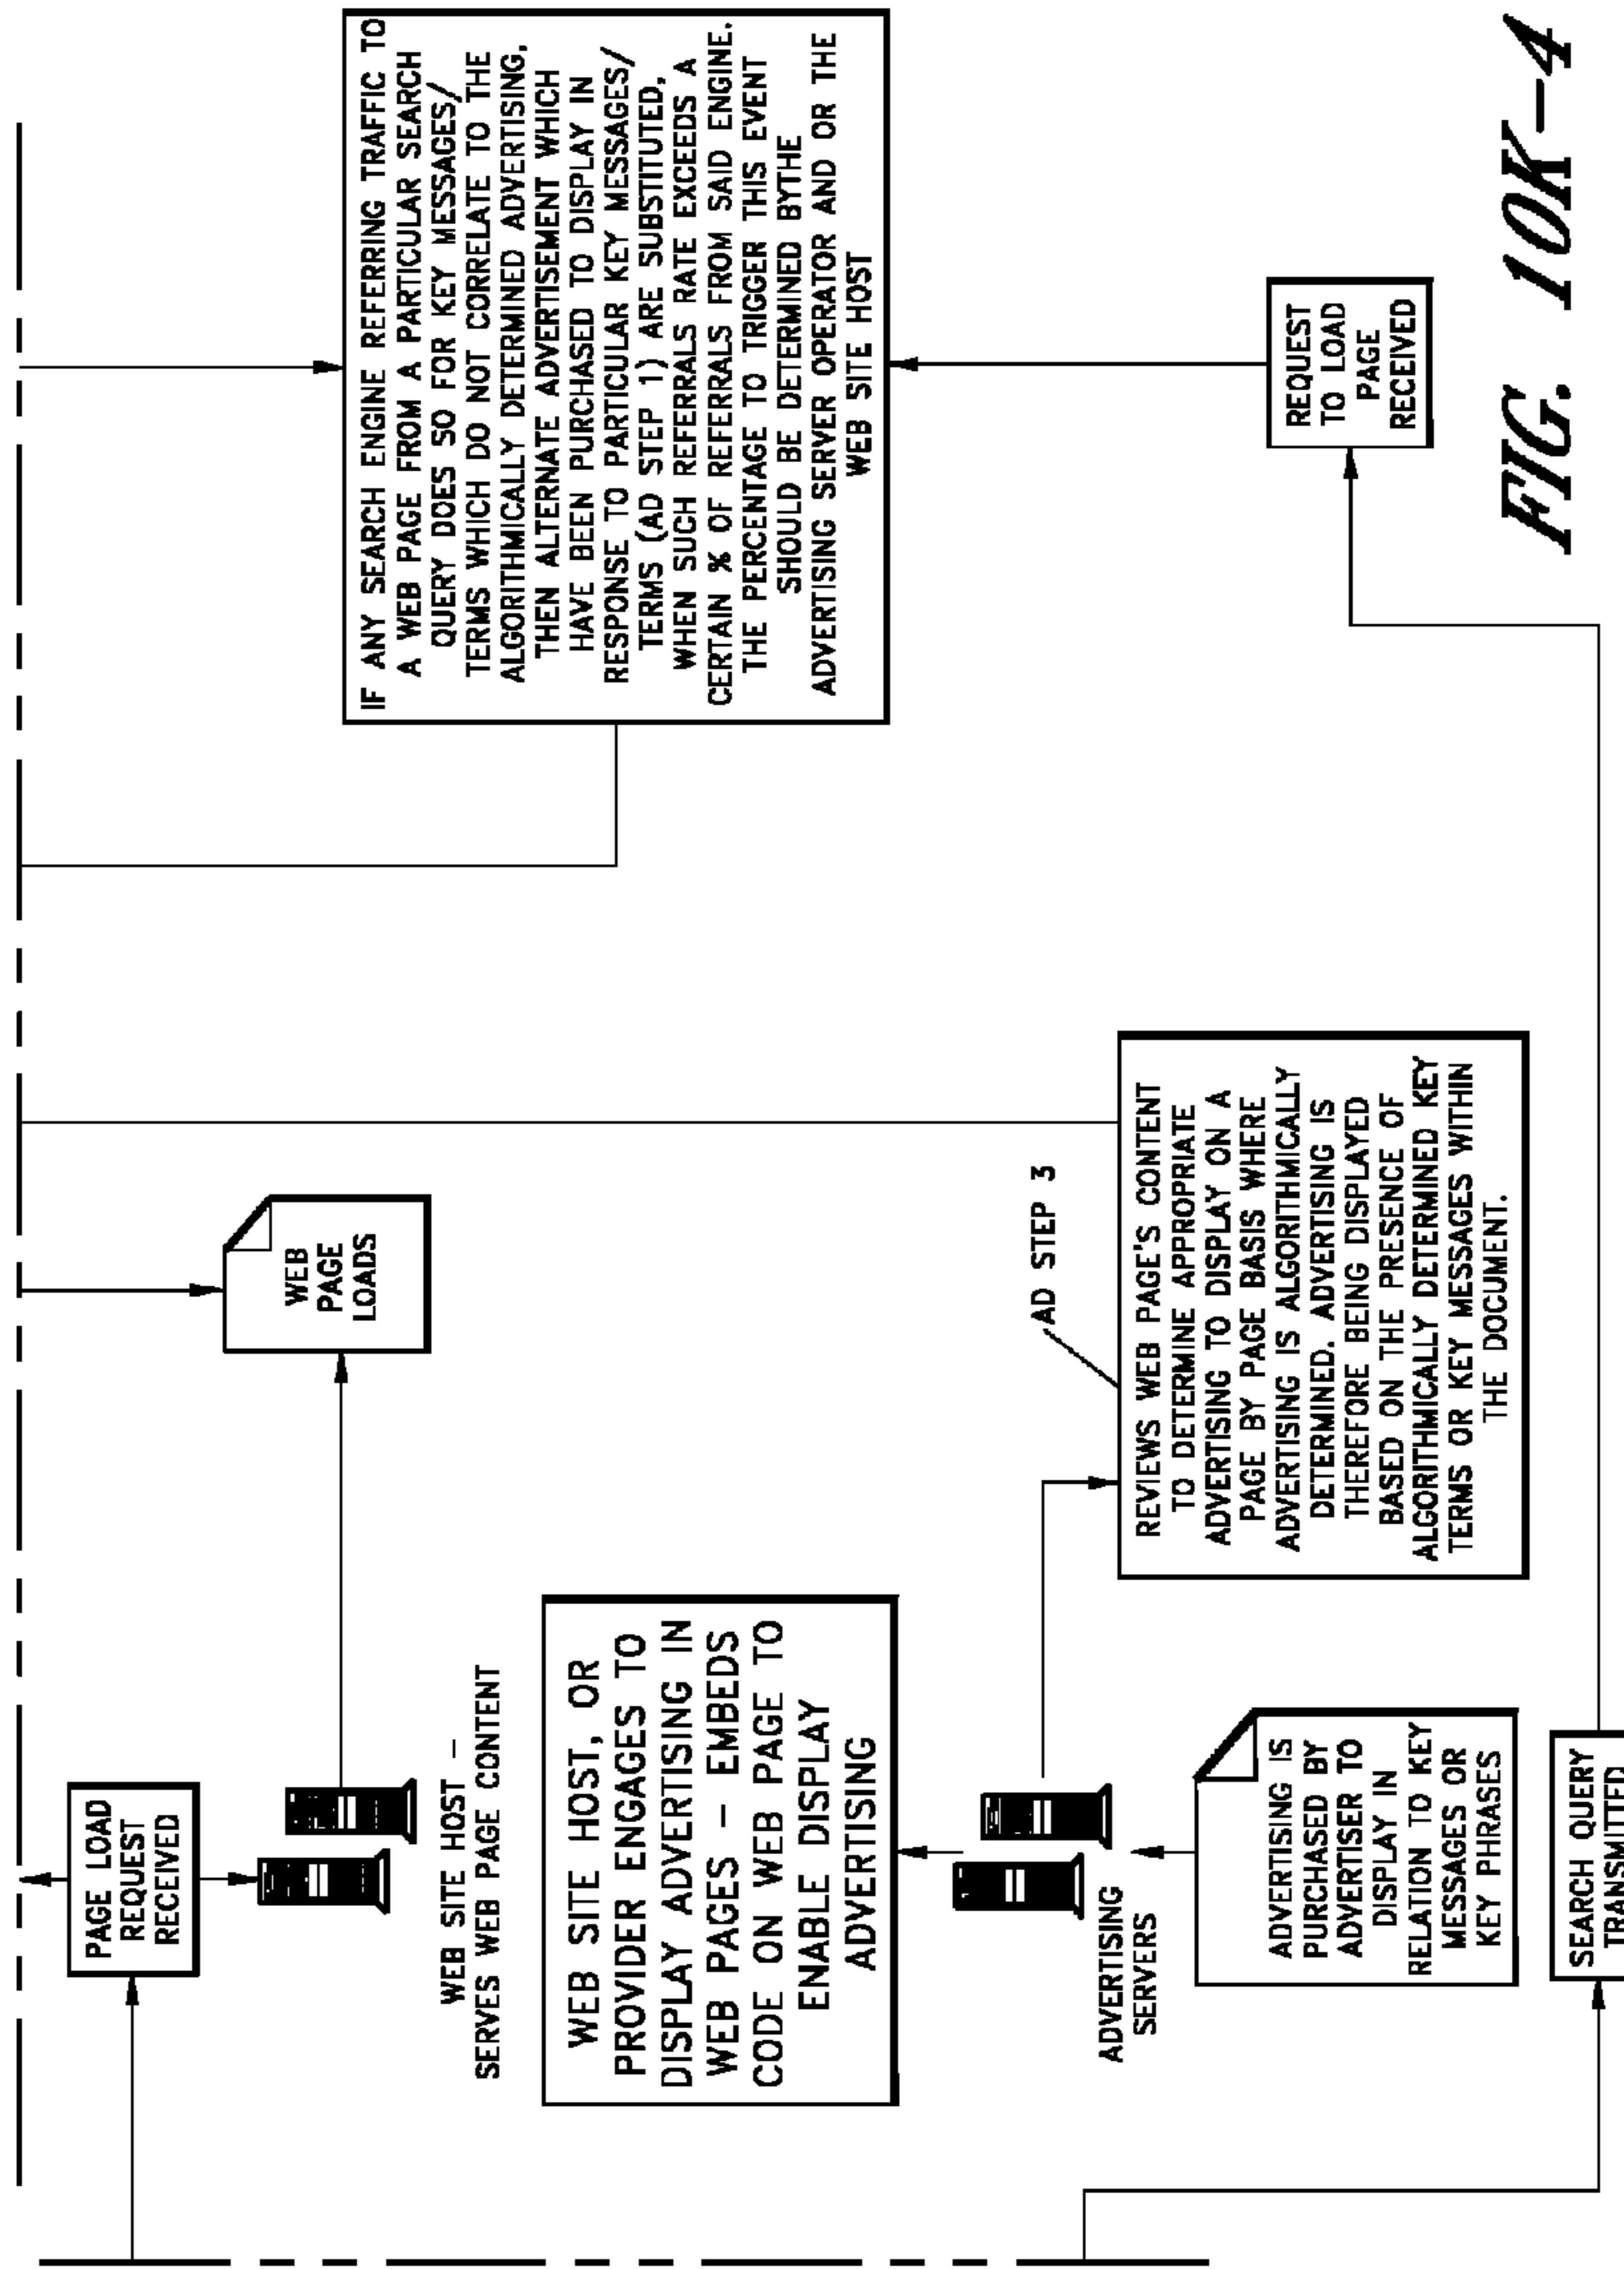 PAGE LOAD
REQUEST
RECEIVED
WEB SITE HOST –
SERVES WEB PAGE CONTENT
WEB
PAGE
LOADS
IF ANY SEARCH ENGINE REFERRING TRAFFIC TO
A WEB PAGE FROM A PARTICULAR SEARCH
QUERY DOES SO FOR KEY MESSAGES/
TERMS WHICH DO NOT CORRELATE TO THE
ALGORITHMICALLY DETERMINED ADVERTISING,
THEN ALTERNATE ADVERTISEMENT WHICH
HAVE BEEN PURCHASED TO DISPLAY IN
RESPONSE TO PARTICULAR KEY MESSAGES/
TERMS (AD STEP 1) ARE SUBSTITUTED,
WHEN SUCH REFERRALS RATE EXCEEDS A
CERTAIN % OF REFERRALS FROM SAID ENGINE.
THE PERCENTAGE TO TRIGGER THIS EVENT
SHOULD BE DETERMINED BYTHE
ADVERTISING SERVER OPERATOR AND OR THE
WEB SITE HOST
WEB SITE HOST, OR
PROVIDER ENGAGES TO
DISPLAY ADVERTISING IN
WEB PAGES – EMBEDS
CODE ON WEB PAGE TO
ENABLE DISPLAY
ADVERTISING
AD STEP 3
ADVERTISING
SERVERS
REVIEWS WEB PAGE'S CONTENT
TO DETERMINE APPROPRIATE
ADVERTISING TO DISPLAY ON A
PAGE BY PAGE BASIS WHERE
ADVERTISING IS ALGORITHMICALLY
DETERMINED. ADVERTISING IS
THEREFORE BEING DISPLAYED
BASED ON THE PRESENCE OF
ALGORITHMICALLY DETERMINED KEY
TERMS OR KEY MESSAGES WITHIN
THE DOCUMENT.
ADVERTISING IS
PURCHASED BY
ADVERTISER TO
DISPLAY IN
RELATION TO KEY
MESSAGES OR
KEY PHRASES
REQUEST
TO LOAD
PAGE
RECEIVED
SEARCH QUERY
TRANSMITTED
FIG. 10K–4